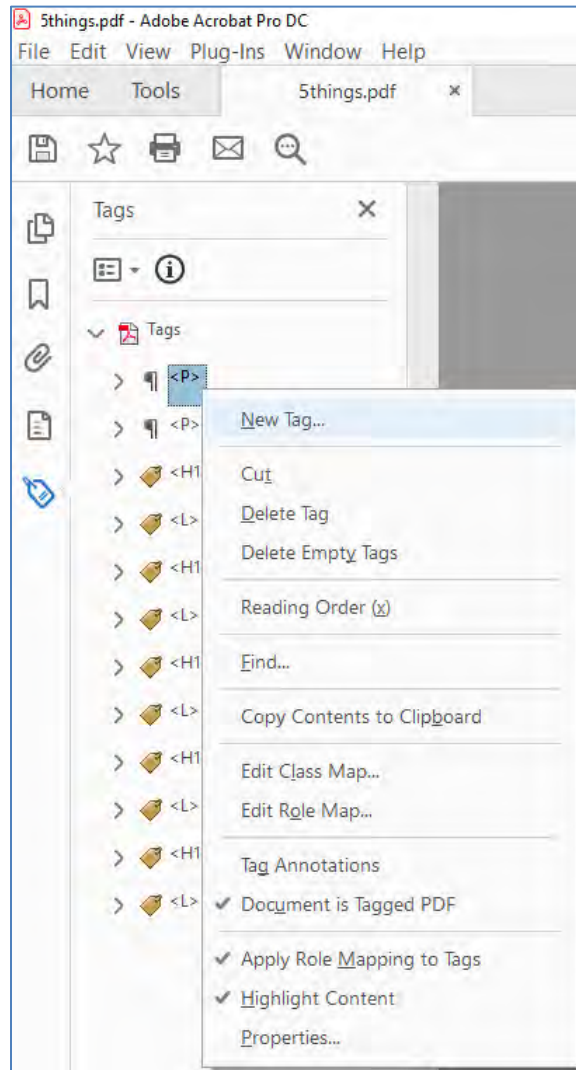 5things.pdf - Adobe Acrobat Pro DC
File Edit View Plug-Ins Window Help
Home Tools 5things.pdf ×
Tags ×
Tags
<P>
<P>
<H1
<L>
<H1
<L>
<H1
<L>
<H1
<L>
<H1
<L>
New Tag...
Cut
Delete Tag
Delete Empty Tags
Reading Order (x)
Find...
Copy Contents to Clipboard
Edit Class Map...
Edit Role Map...
Tag Annotations
✓ Document is Tagged PDF
✓ Apply Role Mapping to Tags
✓ Highlight Content
Properties...